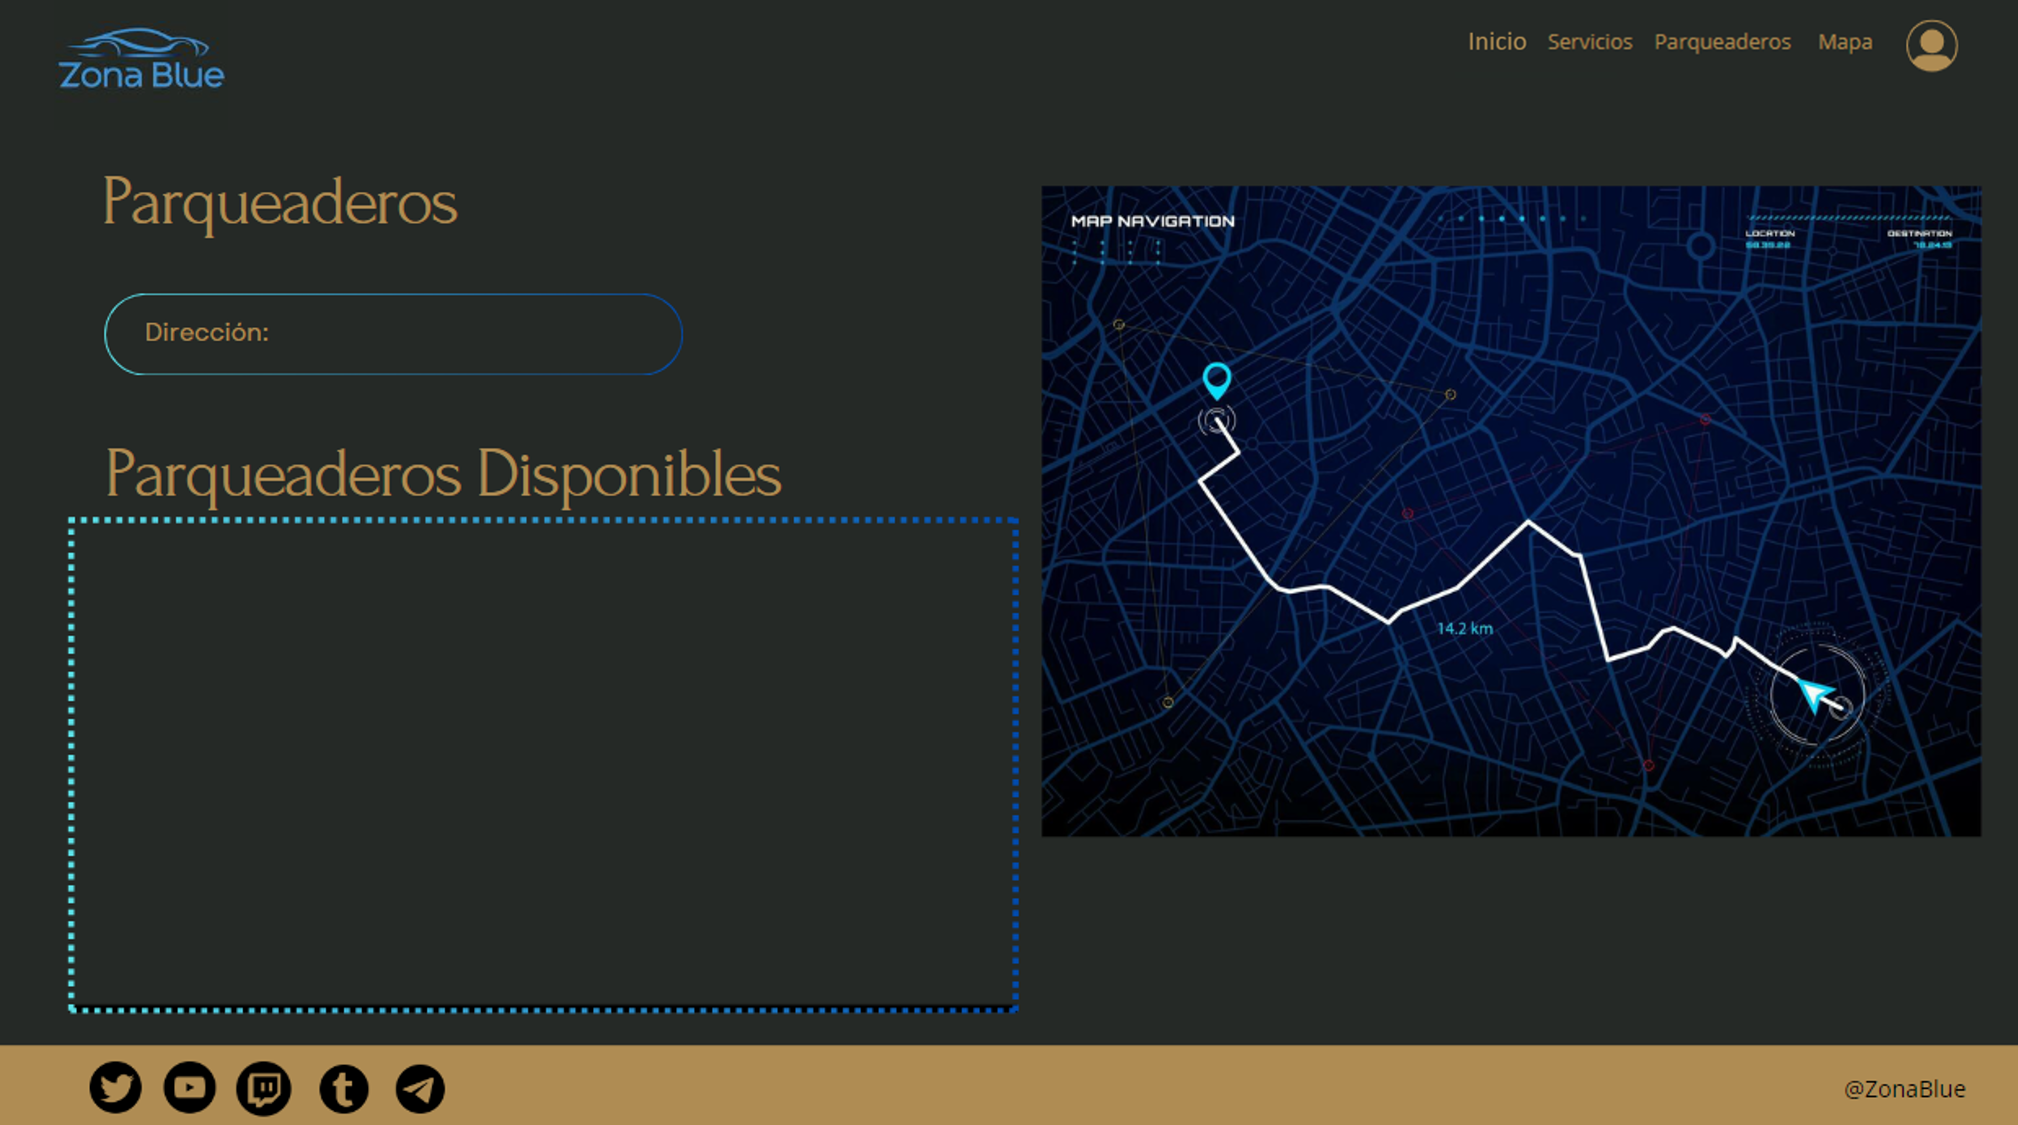 Zona Blue
Inicio Servicios Parqueaderos Mapa
Parqueaderos
Dirección:
Parqueaderos Disponibles
MAP NAVIGATION
LOCATION
DESTINATION
14.2 km
@ZonaBlue